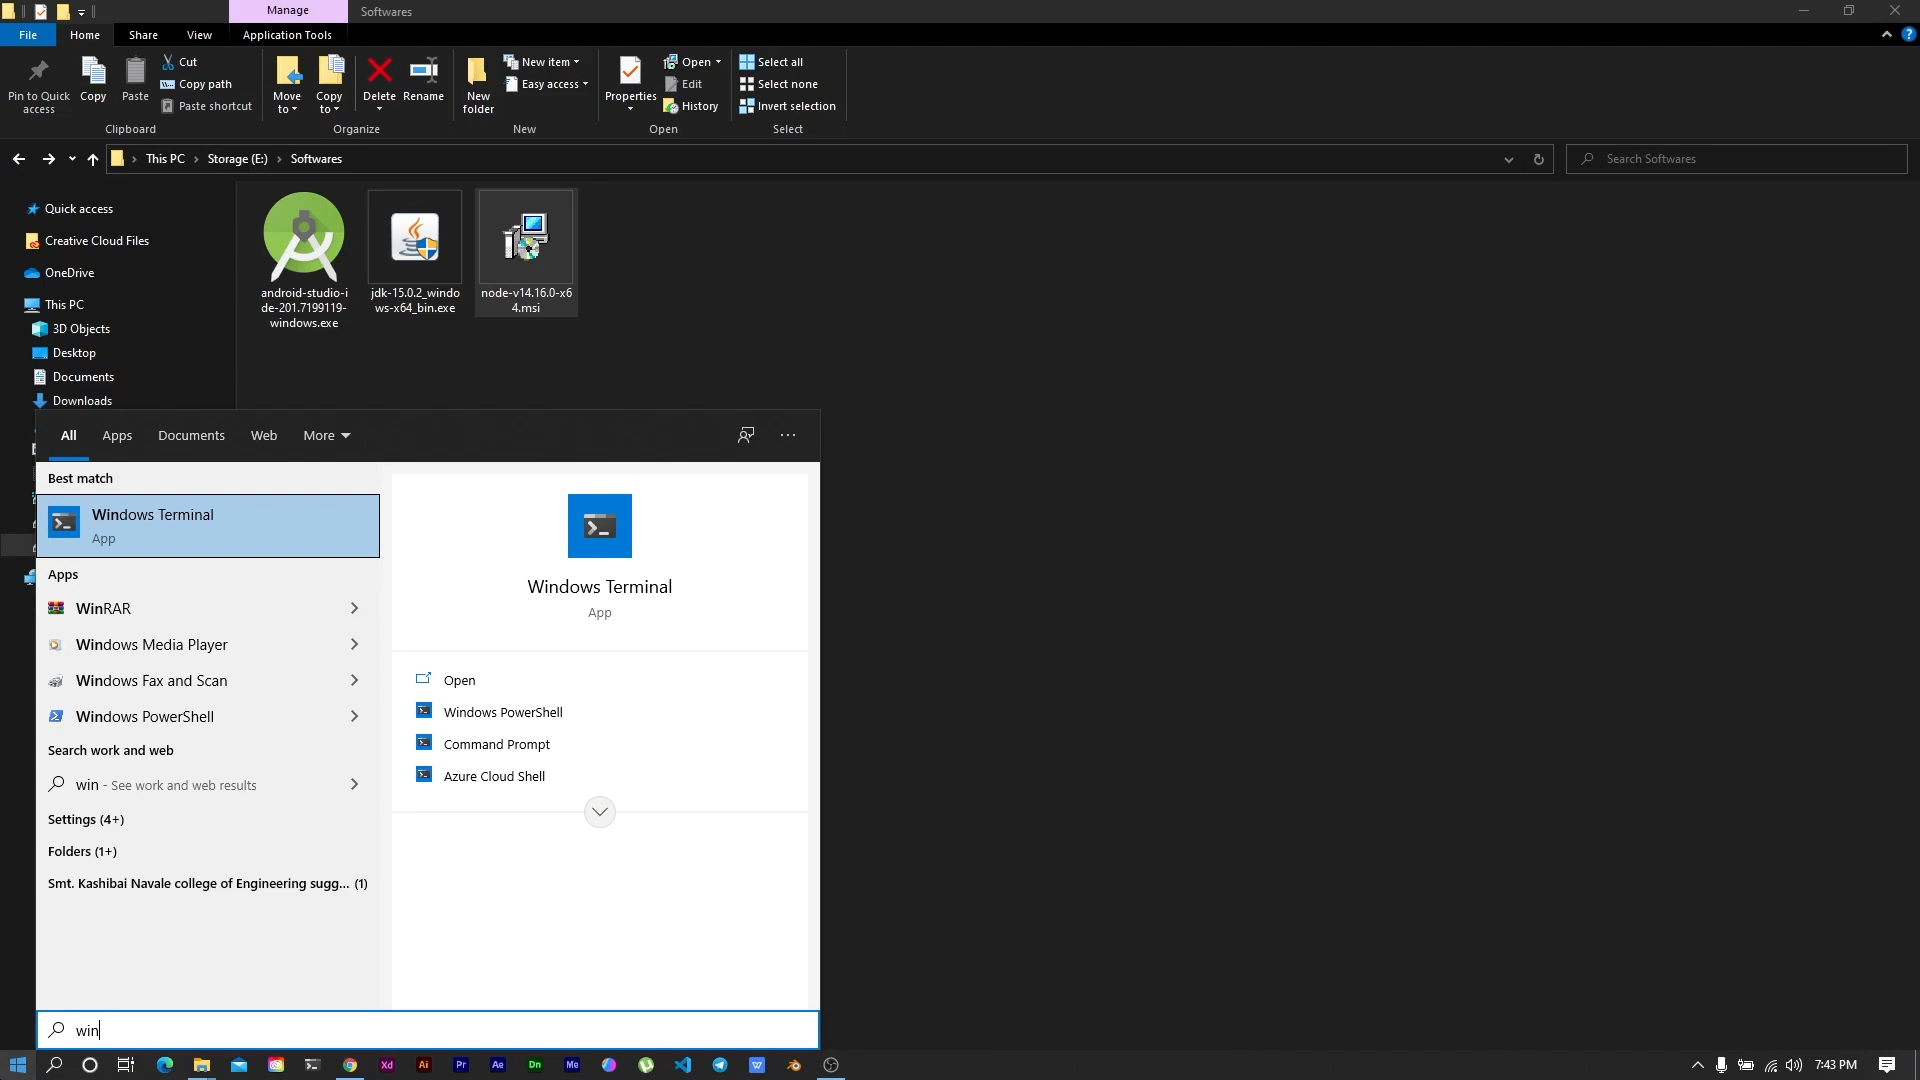 Manage
Softwares
File
Home
Share
View
Application Tools
Pin to Quick
access
Copy
Paste
Cut
Copy path
Paste shortcut
Clipboard
Move
to
Copy
to
Delete
Rename
Organize
New
folder
New item
Easy access
New
Properties
Open
Edit
History
Open
Select all
Select none
Invert selection
Select
This PC
Storage (E:)
Softwares
Search Softwares
Quick access
Creative Cloud Files
OneDrive
This PC
3D Objects
Desktop
Documents
Downloads
android-studio-i
de-201.7199119-
windows.exe
jdk-15.0.2_windo
ws-x64_bin.exe
node-v14.16.0-x6
4.msi
All
Apps
Documents
Web
More
Best match
Windows Terminal
App
Apps
WinRAR
Windows Media Player
Windows Fax and Scan
Windows PowerShell
Search work and web
win - See work and web results
Settings (4+)
Folders (1+)
Smt. Kashibai Navale college of Engineering sugg... (1)
Windows Terminal
App
Open
Windows PowerShell
Command Prompt
Azure Cloud Shell
win
Xd
Ai
Pr
Ae
Dn
Me
W
7:43 PM